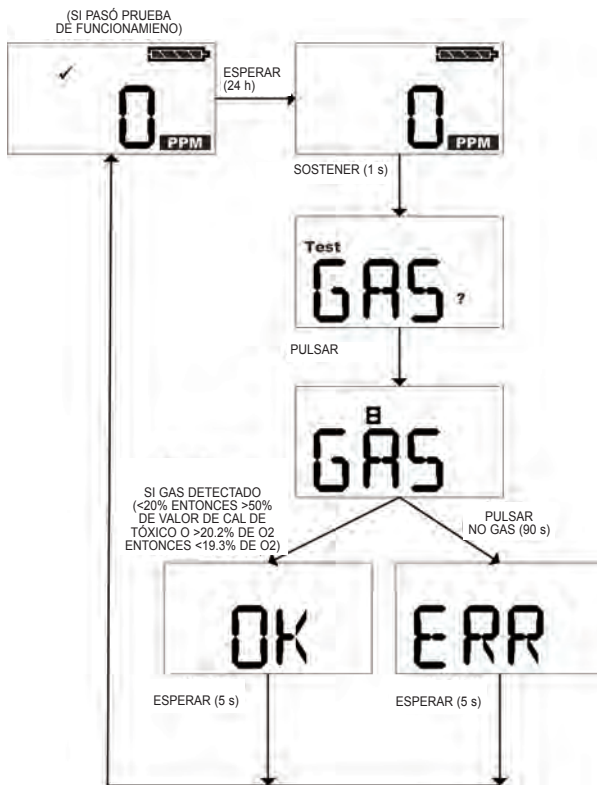 (SI PASÓ PRUEBA
DE FUNCIONAMIENO)
0
PPM
ESPERAR
(24 h)
0
PPM
SOSTENER (1 s)
Test
GAS ?
PULSAR
GAS
SI GAS DETECTADO
(<20% ENTONCES >50%
DE VALOR DE CAL DE
TÓXICO O >20.2% DE O2
ENTONCES <19.3% DE O2)
PULSAR
NO GAS (90 s)
OK
ERR
ESPERAR (5 s)
ESPERAR (5 s)